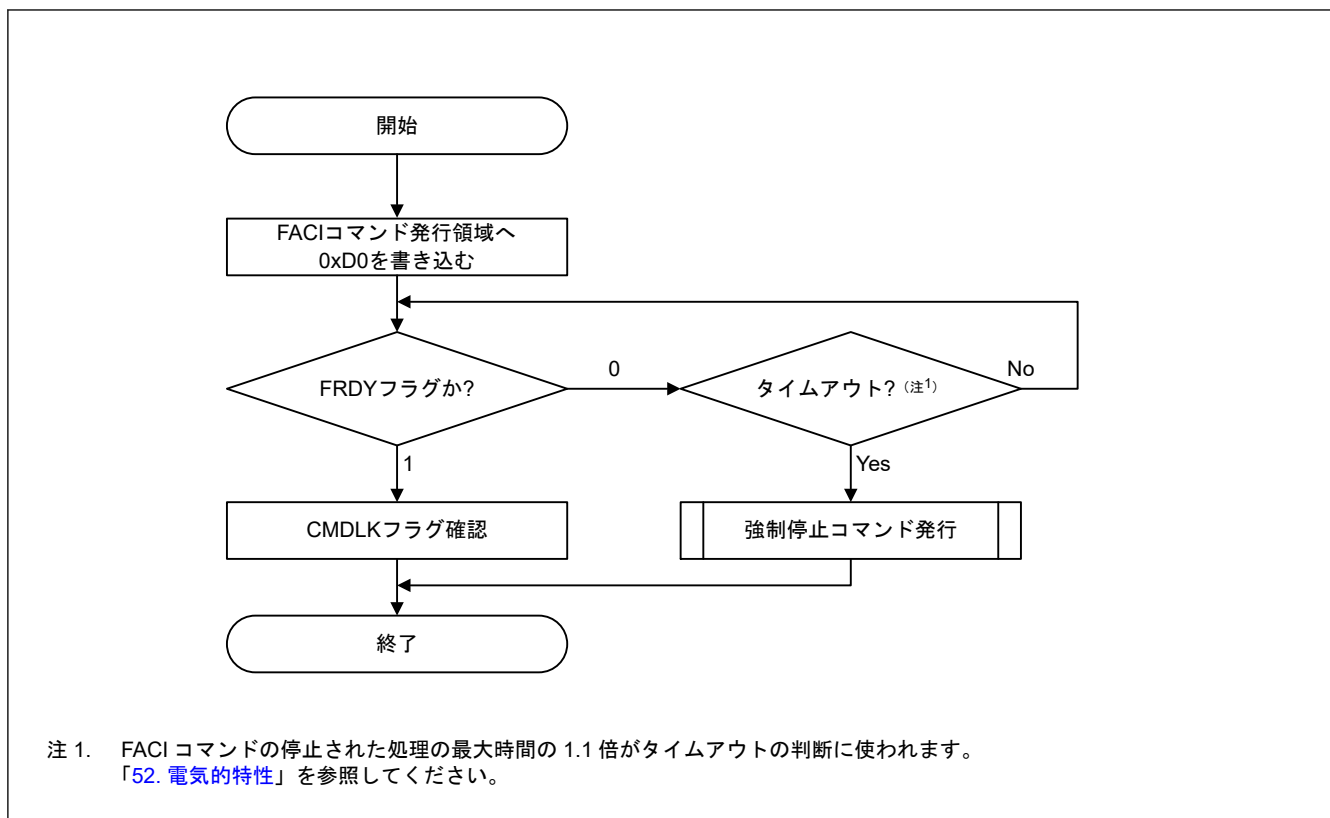 開始
FACIコマンド発行領域へ
0xD0を書き込む
FRDYフラグか?
0
タイムアウト?（注1）
No
1
Yes
CMDLKフラグ確認
強制停止コマンド発行
終了
注 1. FACI コマンドの停止された処理の最大時間の 1.1 倍がタイムアウトの判断に使われます。
「52. 電気的特性」を参照してください。